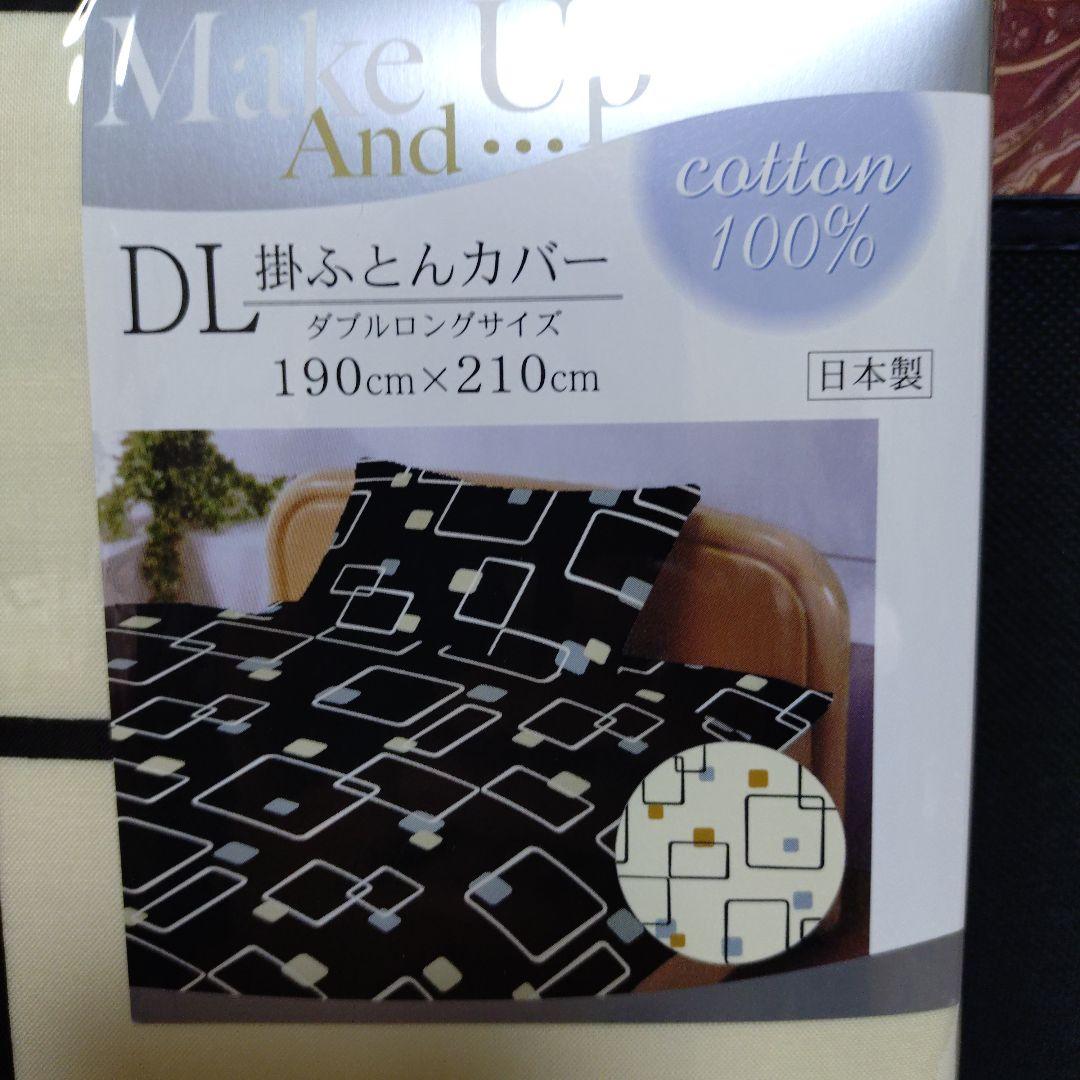 Make Up
And・・・
cotton
100%
DL 掛ふとんカバー
ダブルロングサイズ
190cm×210cm
日本製